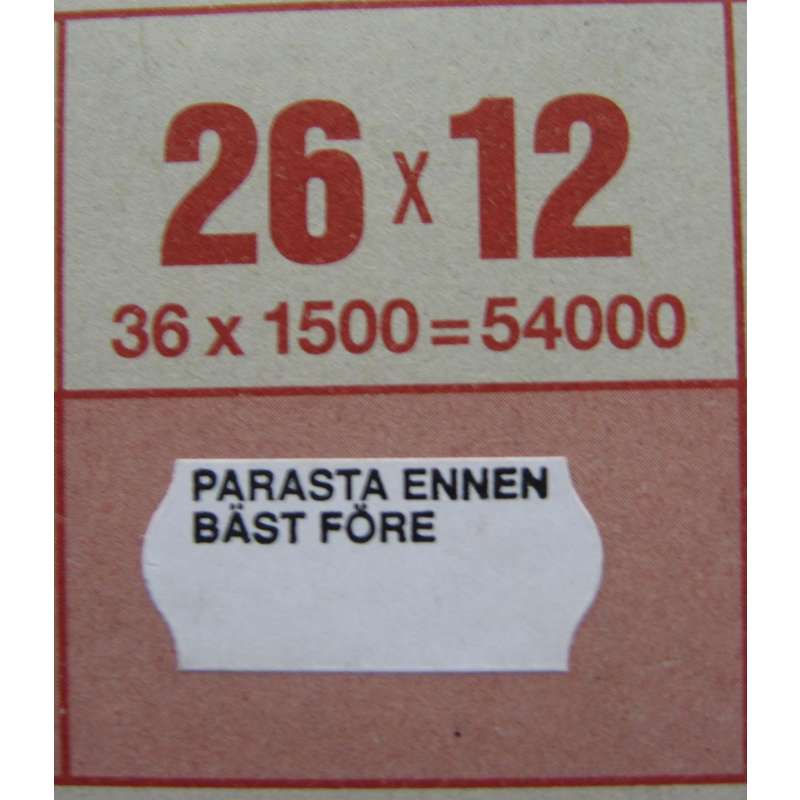 26 x 12
36 x 1500 = 54000
PARASTA ENNEN
BÄST FÖRE